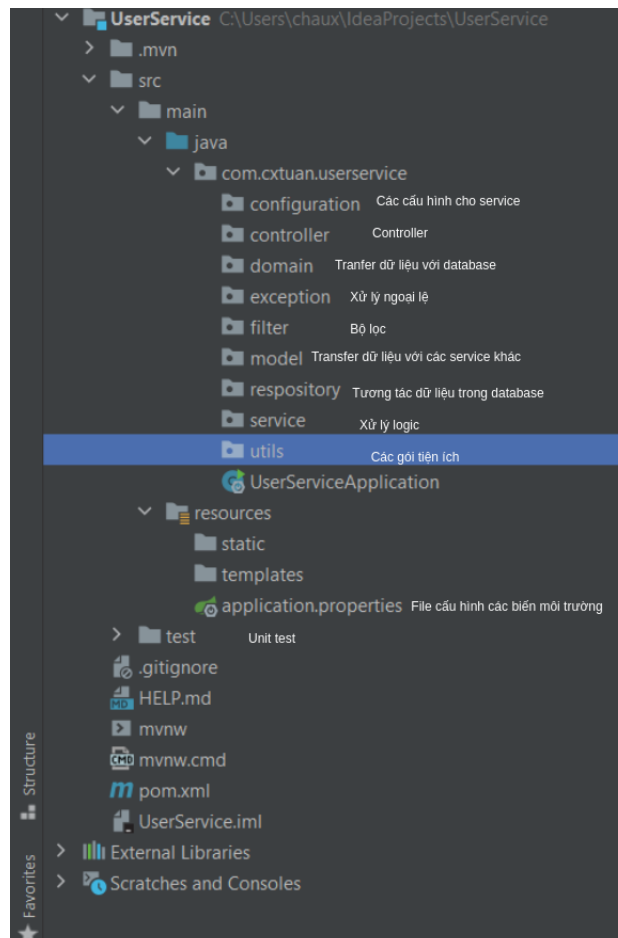 UserService C:\Users\chaux\IdeaProjects\UserService
.mvn
src
main
java
com.cxtuan.userservice
configuration Các cấu hình cho service
controller Controller
domain Tranfer dữ liệu với database
exception Xử lý ngoại lệ
filter Bộ lọc
model Transfer dữ liệu với các service khác
respository Tương tác dữ liệu trong database
service Xử lý logic
utils Các gói tiện ích
UserServiceApplication
resources
static
templates
application.properties File cấu hình các biến môi trường
test Unit test
.gitignore
HELP.md
mvnw
mvnw.cmd
pom.xml
UserService.iml
External Libraries
Scratches and Consoles
Structure
Favorites